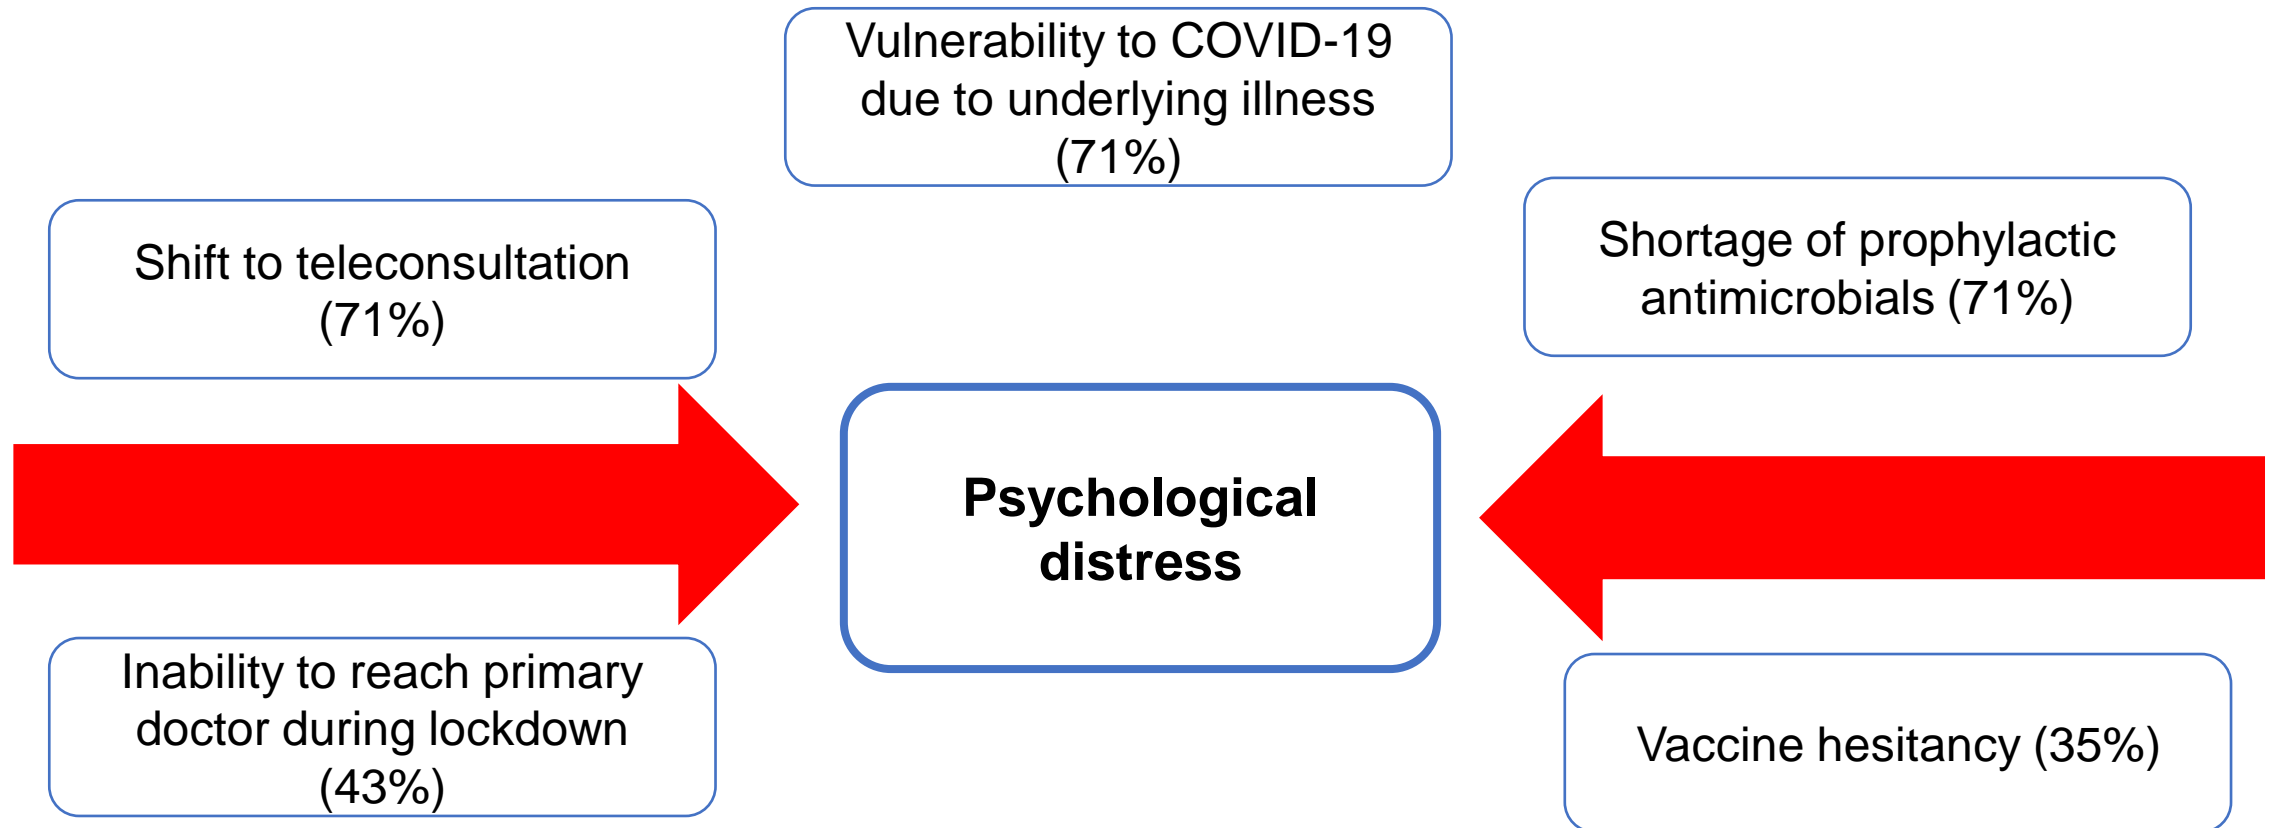 Vulnerability to COVID-19
due to underlying illness
(71%)
Shift to teleconsultation
(71%)
Shortage of prophylactic
antimicrobials (71%)
Psychological
distress
Inability to reach primary
doctor during lockdown
(43%)
Vaccine hesitancy (35%)